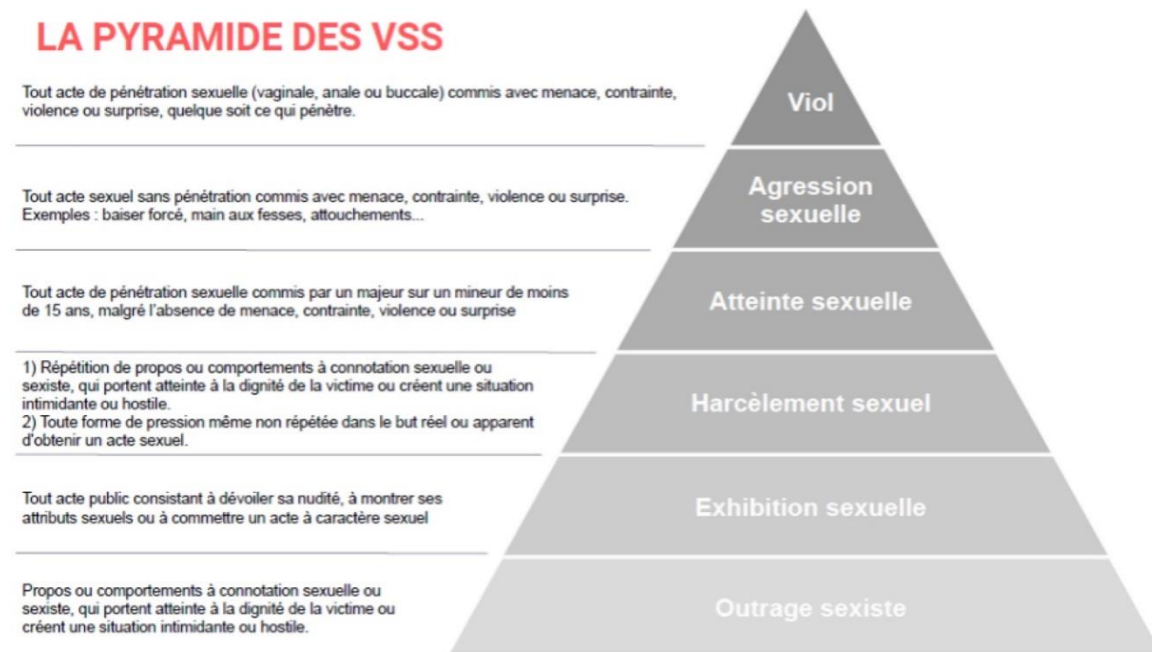 LA PYRAMIDE DES VSS
Tout acte de pénétration sexuelle (vaginale, anale ou buccale) commis avec menace, contrainte,
violence ou surprise, quelque soit ce qui pénètre.
Viol
Tout acte sexuel sans pénétration commis avec menace, contrainte, violence ou surprise.
Exemples : baiser forcé, main aux fesses, attouchements...
Agression
sexuelle
Tout acte de pénétration sexuelle commis par un majeur sur un mineur de moins
de 15 ans, malgré l'absence de menace, contrainte, violence ou surprise
Atteinte sexuelle
1) Répétition de propos ou comportements à connotation sexuelle ou
sexiste, qui portent atteinte à la dignité de la victime ou créent une situation
intimidante ou hostile.
2) Toute forme de pression même non répétée dans le but réel ou apparent
d'obtenir un acte sexuel.
Harcèlement sexuel
Tout acte public consistant à dévoiler sa nudité, à montrer ses
attributs sexuels ou à commettre un acte à caractère sexuel
Exhibition sexuelle
Propos ou comportements à connotation sexuelle ou
sexiste, qui portent atteinte à la dignité de la victime ou
créent une situation intimidante ou hostile.
Outrage sexiste